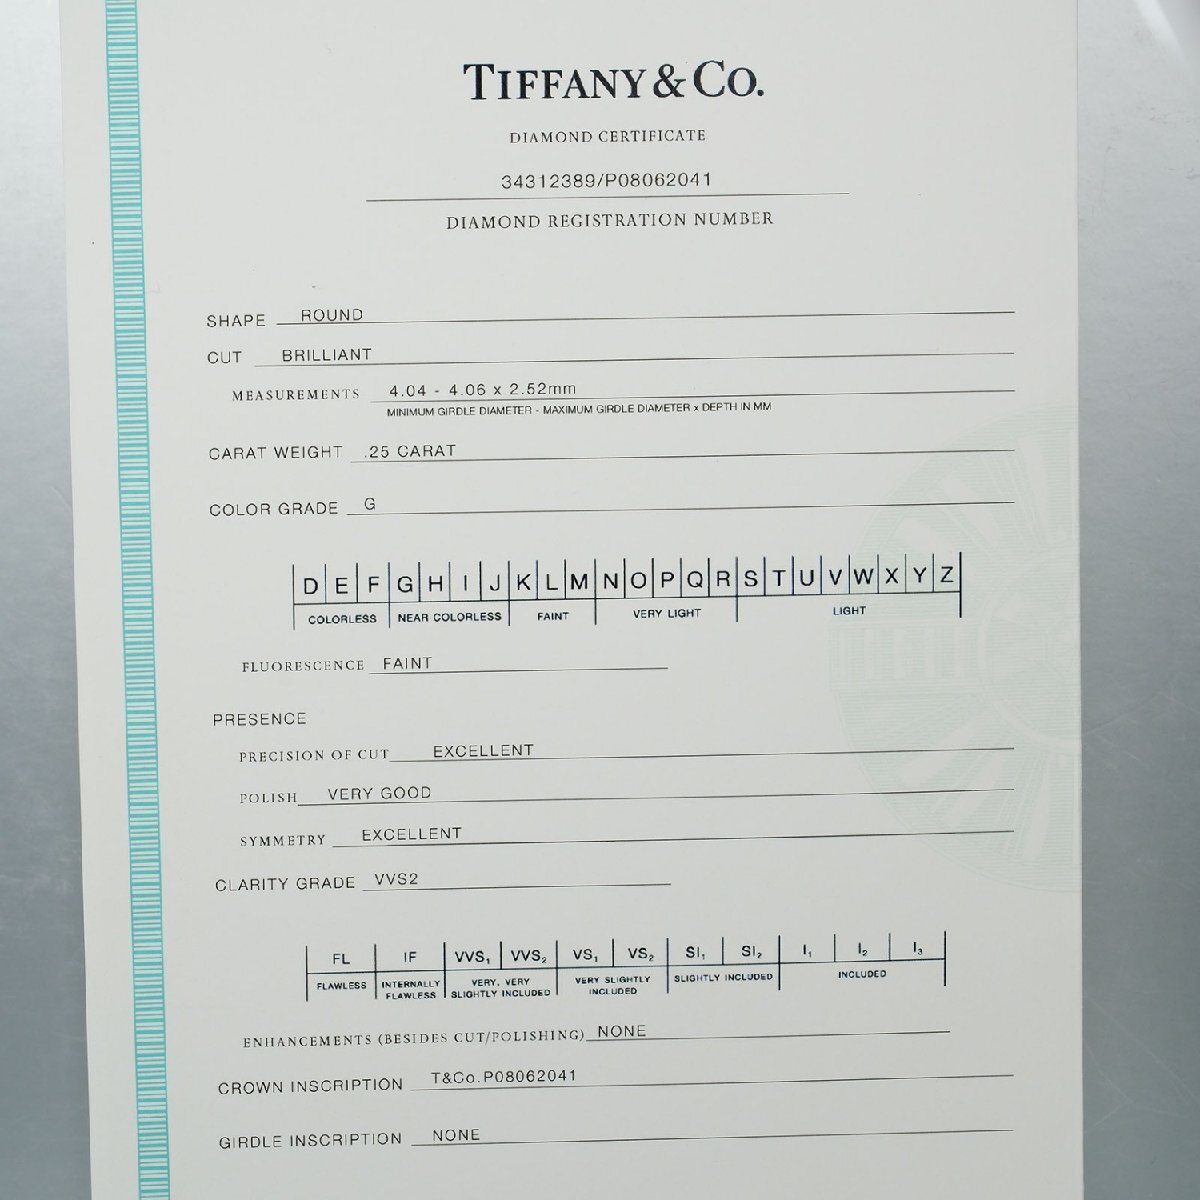 TIFFANY & CO.
DIAMOND CERTIFICATE
34312389/P08062041
DIAMOND REGISTRATION NUMBER
SHAPE ROUND
CUT BRILLIANT
MEASUREMENTS 4.04 - 4.06 x 2.52mm
MINIMUM GIRDLE DIAMETER - MAXIMUM GIRDLE DIAMETER x DEPTH IN MM
CARAT WEIGHT .25 CARAT
COLOR GRADE G
D E F G H I J K L M N O P Q R S T U V W X Y Z
COLORLESS NEAR COLORLESS FAINT VERY LIGHT LIGHT
FLUORESCENCE FAINT
PRESENCE
PRECISION OF CUT EXCELLENT
POLISH VERY GOOD
SYMMETRY EXCELLENT
CLARITY GRADE VVS2
FL IF VVS₁ VVS₂ VS₁ VS₂ SI₁ SI₂ I₁ I₂ I₃
FLAWLESS INTERNALLY FLAWLESS VERY, VERY SLIGHTLY INCLUDED VERY SLIGHTLY INCLUDED SLIGHTLY INCLUDED INCLUDED
ENHANCEMENTS (BESIDES CUT/POLISHING) NONE
CROWN INSCRIPTION T&Co.P08062041
GIRDLE INSCRIPTION NONE